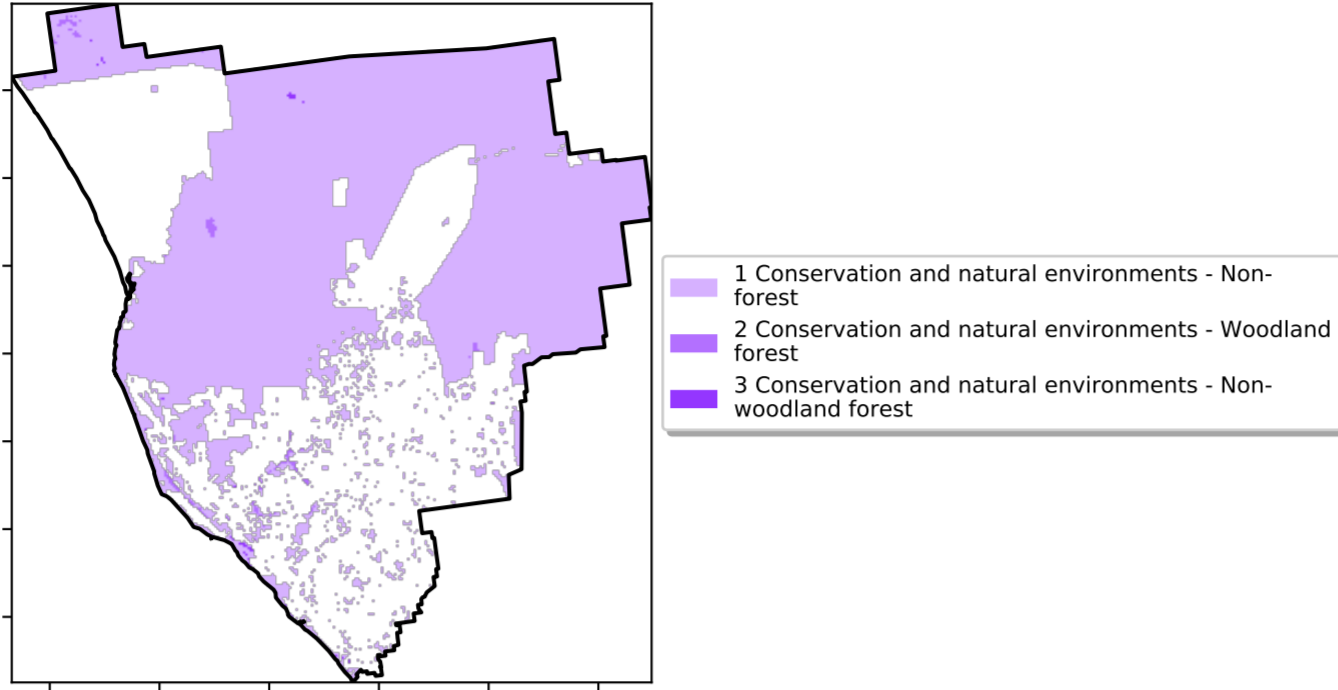 1 Conservation and natural environments - Non-
forest
2 Conservation and natural environments - Woodland
forest
3 Conservation and natural environments - Non-
woodland forest